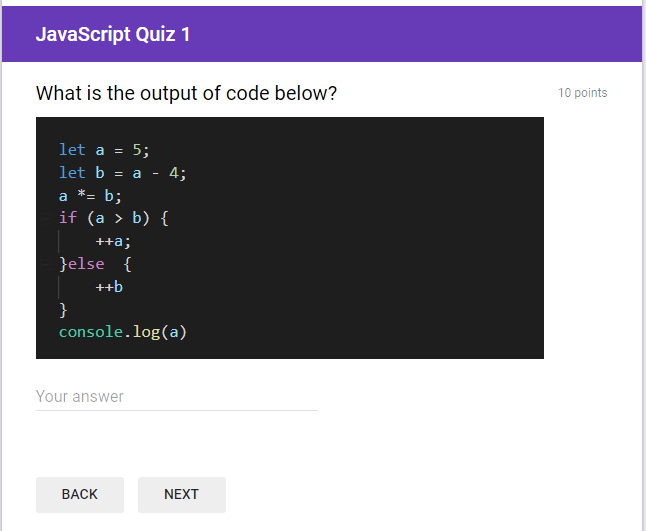 JavaScript Quiz 1
What is the output of code below?
10 points
let a = 5;
let b = a - 4;
a *= b;
if (a > b) {
    ++a;
}else  {
    ++b
}
console.log(a)
Your answer
BACK
NEXT